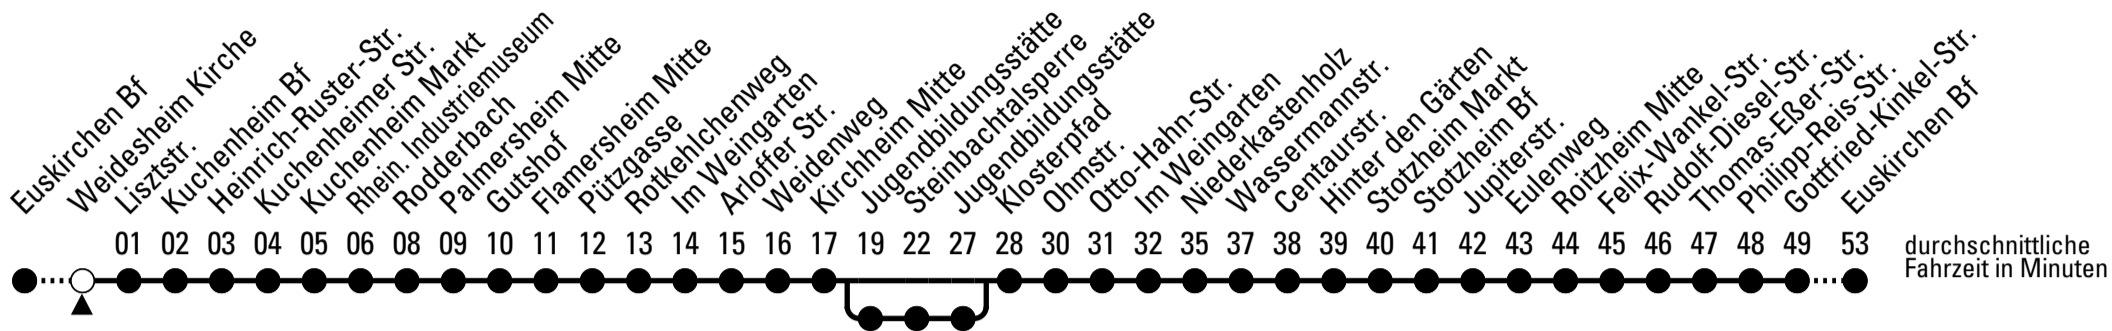 Euskirchen Bf
Weidesheim Kirche
Lisztstr.
Kuchenheim Bf
Heinrich-Ruster-Str.
Kuchenheimer Str.
Kuchenheim Markt
Rhein. Industriemuseum
Rodderbach
Palmersheim Mitte
Gutshof
Flamersheim Mitte
Pützgasse
Rotkehlchenweg
Im Weingarten
Arloffer Str.
Weidenweg
Kirchheim Mitte
Jugendbildungsstätte
Steinbachtalsperre
Jugendbildungsstätte
Klosterpfad
Ohmstr.
Otto-Hahn-Str.
Im Weingarten
Niederkastenholz
Wassermannstr.
Centaurstr.
Hinter den Gärten
Stotzheim Markt
Stotzheim Bf
Jupiterstr.
Eulenweg
Roitzheim Mitte
Felix-Wankel-Str.
Rudolf-Diesel-Str.
Thomas-Eßer-Str.
Philipp-Reis-Str.
Gottfried-Kinkel-Str.
Euskirchen Bf
01 02 03 04 05 06 08 09 10 11 12 13 14 15 16 17 19 22 27 28 30 31 32 35 37 38 39 40 41 42 43 44 45 46 47 48 49 53
durchschnittliche
Fahrzeit in Minuten